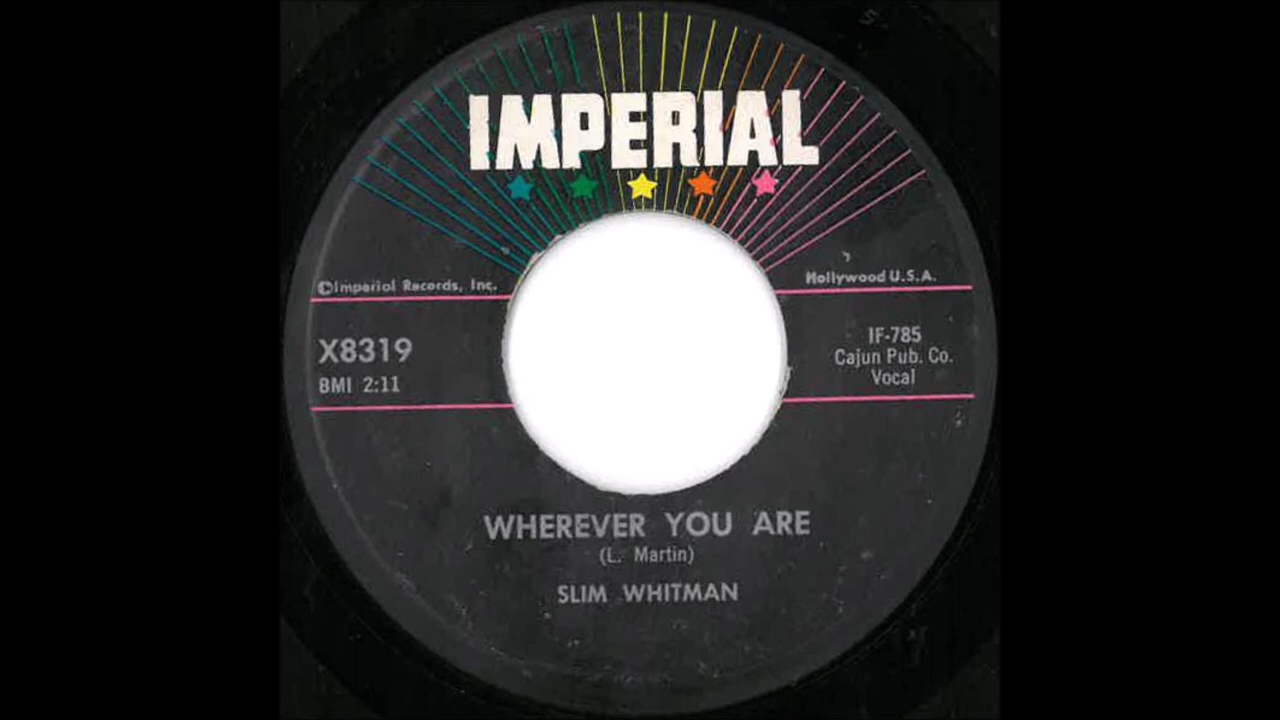 IMPERIAL
©Imperial Records, Inc.
Hollywood U.S.A.
X8319
BMI 2:11
IF-785
Cajun Pub. Co.
Vocal
WHEREVER YOU ARE
(L. Martin)
SLIM WHITMAN